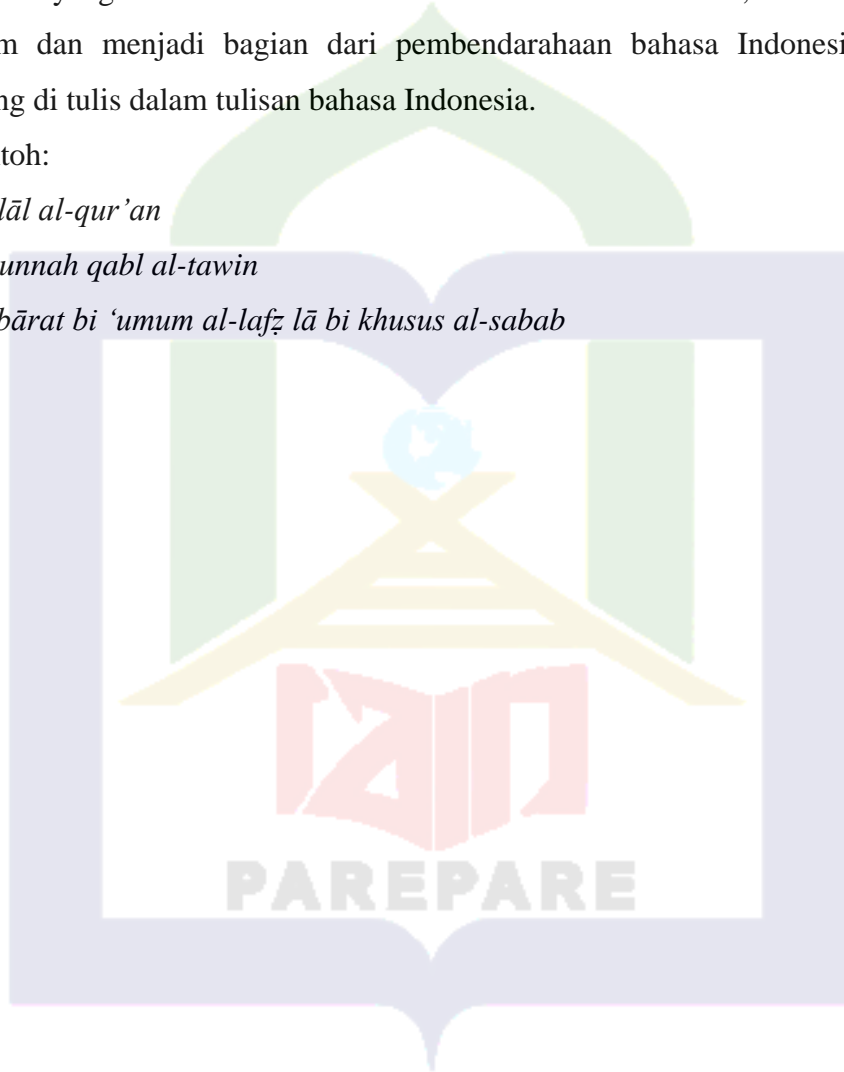 m dan menjadi bagian dari pembendarahaan bahasa Indonesi
ng di tulis dalam tulisan bahasa Indonesia.
toh:
lāl al-qur’an
unnah qabl al-tawin
bārat bi ‘umum al-lafẓ lā bi khusus al-sabab
PAREPARE